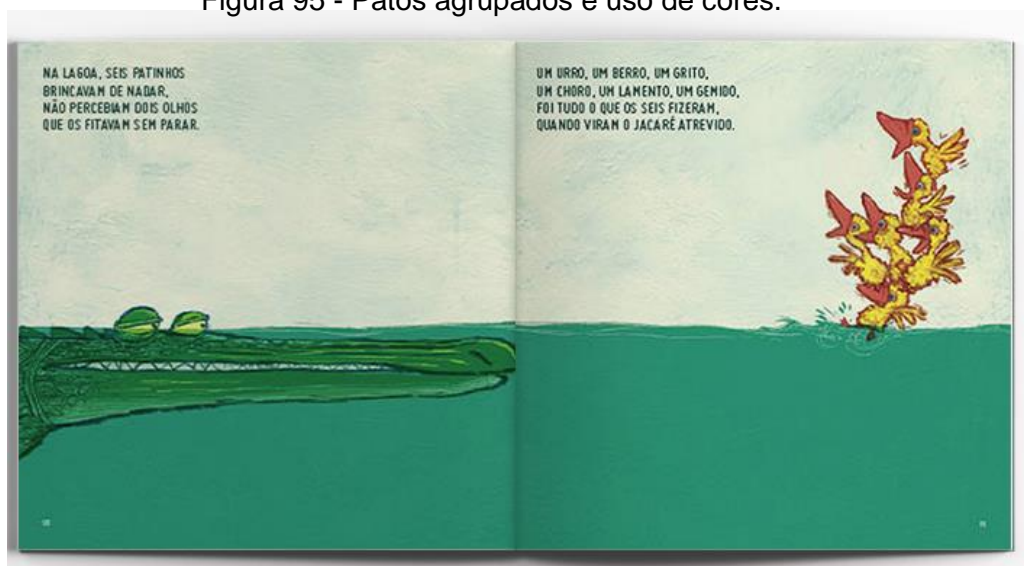 Figura 95 - Patos agrupados e uso de cores.
NA LAGOA, SEIS PATINHOS
BRINCAVAM DE NADAR,
NÃO PERCEBIAM DOIS OLHOS
QUE OS FITAVAM SEM PARAR.
UM URRO, UM BERRO, UM GRITO,
UM CHORO, UM LAMENTO, UM GEMIDO,
FOI TUDO O QUE OS SEIS FIZERAM,
QUANDO VIRAM O JACARÉ ATREVIDO.